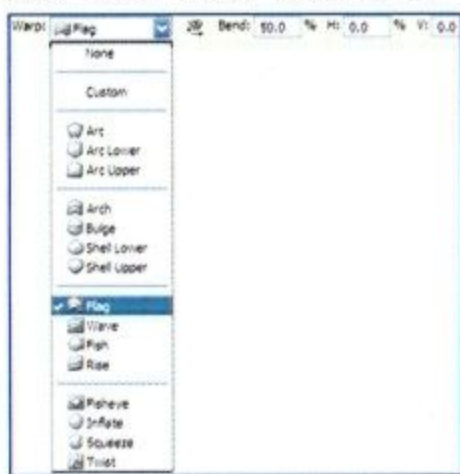 Warp: Flag Bend: 50.0 % H: 0.0 % V: 0.0
None
Custom
Arc
Arc Lower
Arc Upper
Arch
Bulge
Shell Lower
Shell Upper
Flag
Wave
Fish
Rise
Fisheye
Inflate
Squeeze
Twist